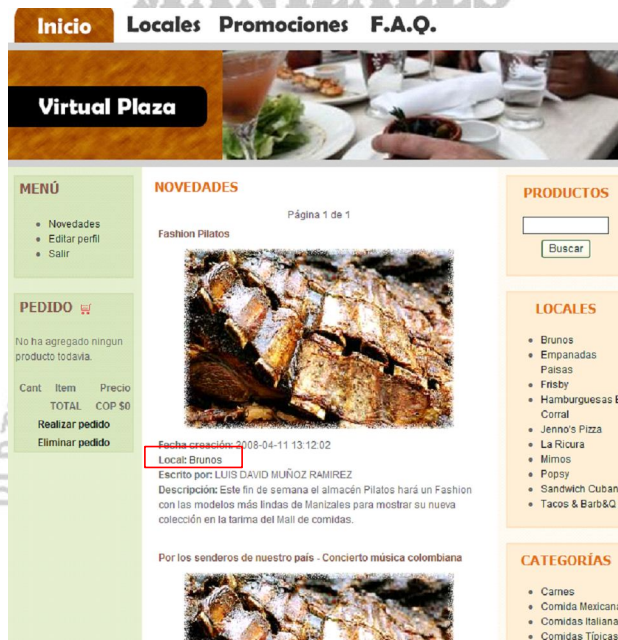 MANIZALES
Inicio Locales Promociones F.A.Q.
Virtual Plaza
MENÚ
Novedades
Editar perfil
Salir
PEDIDO
No ha agregado ningun
producto todavia.
Cant Item Precio
TOTAL COP $0
Realizar pedido
Eliminar pedido
NOVEDADES
Página 1 de 1
Fashion Pilatos
Fecha creación: 2008-04-11 13:12:02
Local: Brunos
Escrito por: LUIS DAVID MUÑOZ RAMIREZ
Descripción: Este fin de semana el almacén Pilatos hará un Fashion
con las modelos más lindas de Manizales para mostrar su nueva
colección en la tarima del Mall de comidas.
Por los senderos de nuestro país - Concierto música colombiana
PRODUCTOS
Buscar
LOCALES
Brunos
Empanadas
Paisas
Frisby
Hamburguesas E
Corral
Jenno's Pizza
La Ricura
Mimos
Popsy
Sandwich Cuban
Tacos & Barb&Q
CATEGORÍAS
Carnes
Comida Mexicana
Comidas Italiana
Comidas Típicas